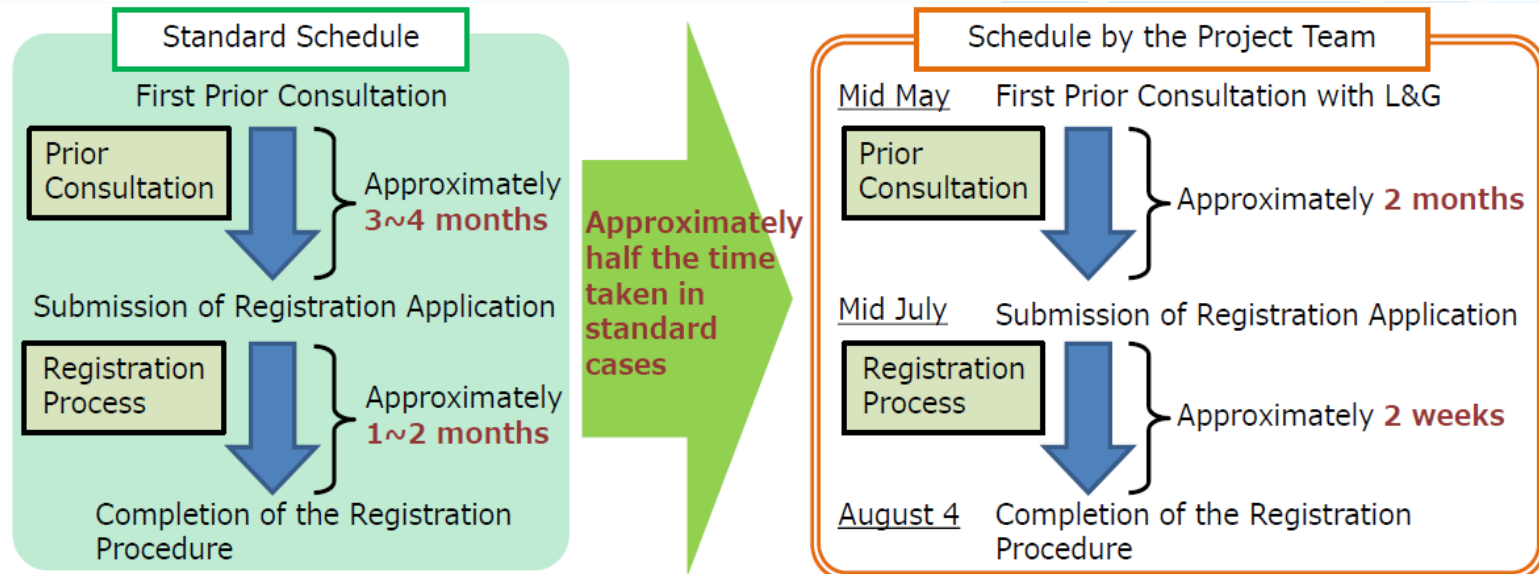 Standard Schedule
First Prior Consultation
Prior
Consultation
Approximately
3~4 months
Submission of Registration Application
Registration
Process
Approximately
1~2 months
Completion of the Registration
Procedure
Approximately
half the time
taken in
standard
cases
Schedule by the Project Team
Mid May First Prior Consultation with L&G
Prior
Consultation
Approximately 2 months
Mid July Submission of Registration Application
Registration
Process
Approximately 2 weeks
August 4 Completion of the Registration
Procedure